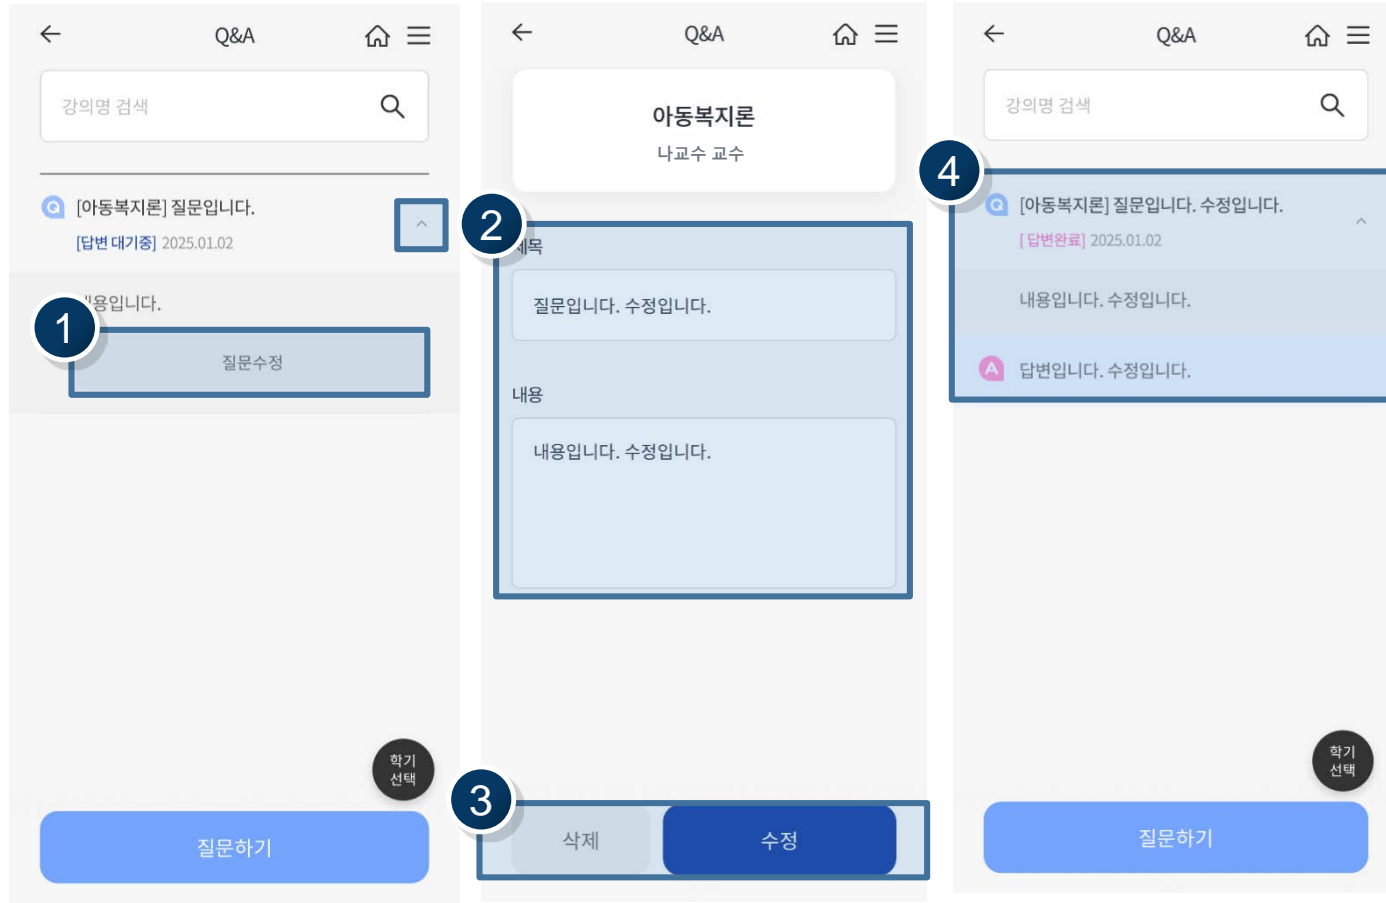 Q&A
강의명 검색
Q [아동복지론] 질문입니다.
[답변 대기중] 2025.01.02
용입니다.
1
질문수정
학기
선택
질문하기
Q&A
아동복지론
나교수 교수
2
제목
질문입니다. 수정입니다.
내용
내용입니다. 수정입니다.
3
삭제
수정
Q&A
강의명 검색
4
Q [아동복지론] 질문입니다. 수정입니다.
[답변완료] 2025.01.02
내용입니다. 수정입니다.
A 답변입니다. 수정입니다.
학기
선택
질문하기